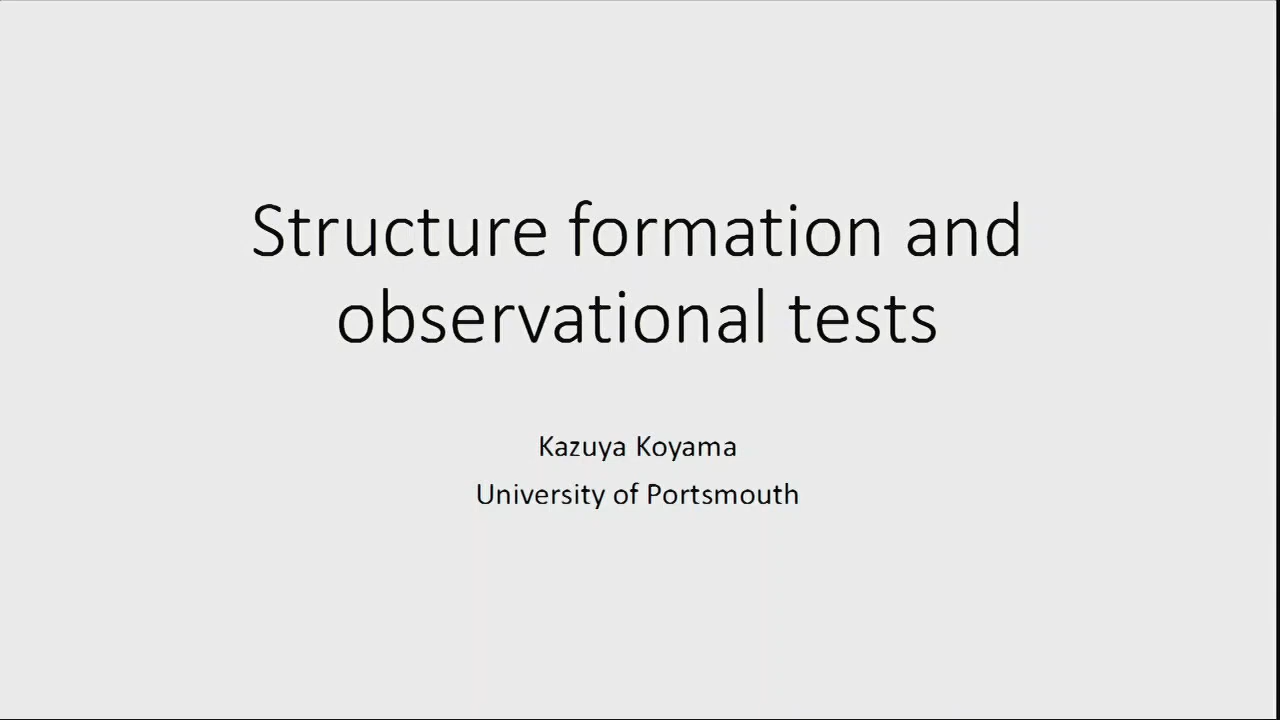 Structure formation and
observational tests
Kazuya Koyama
University of Portsmouth